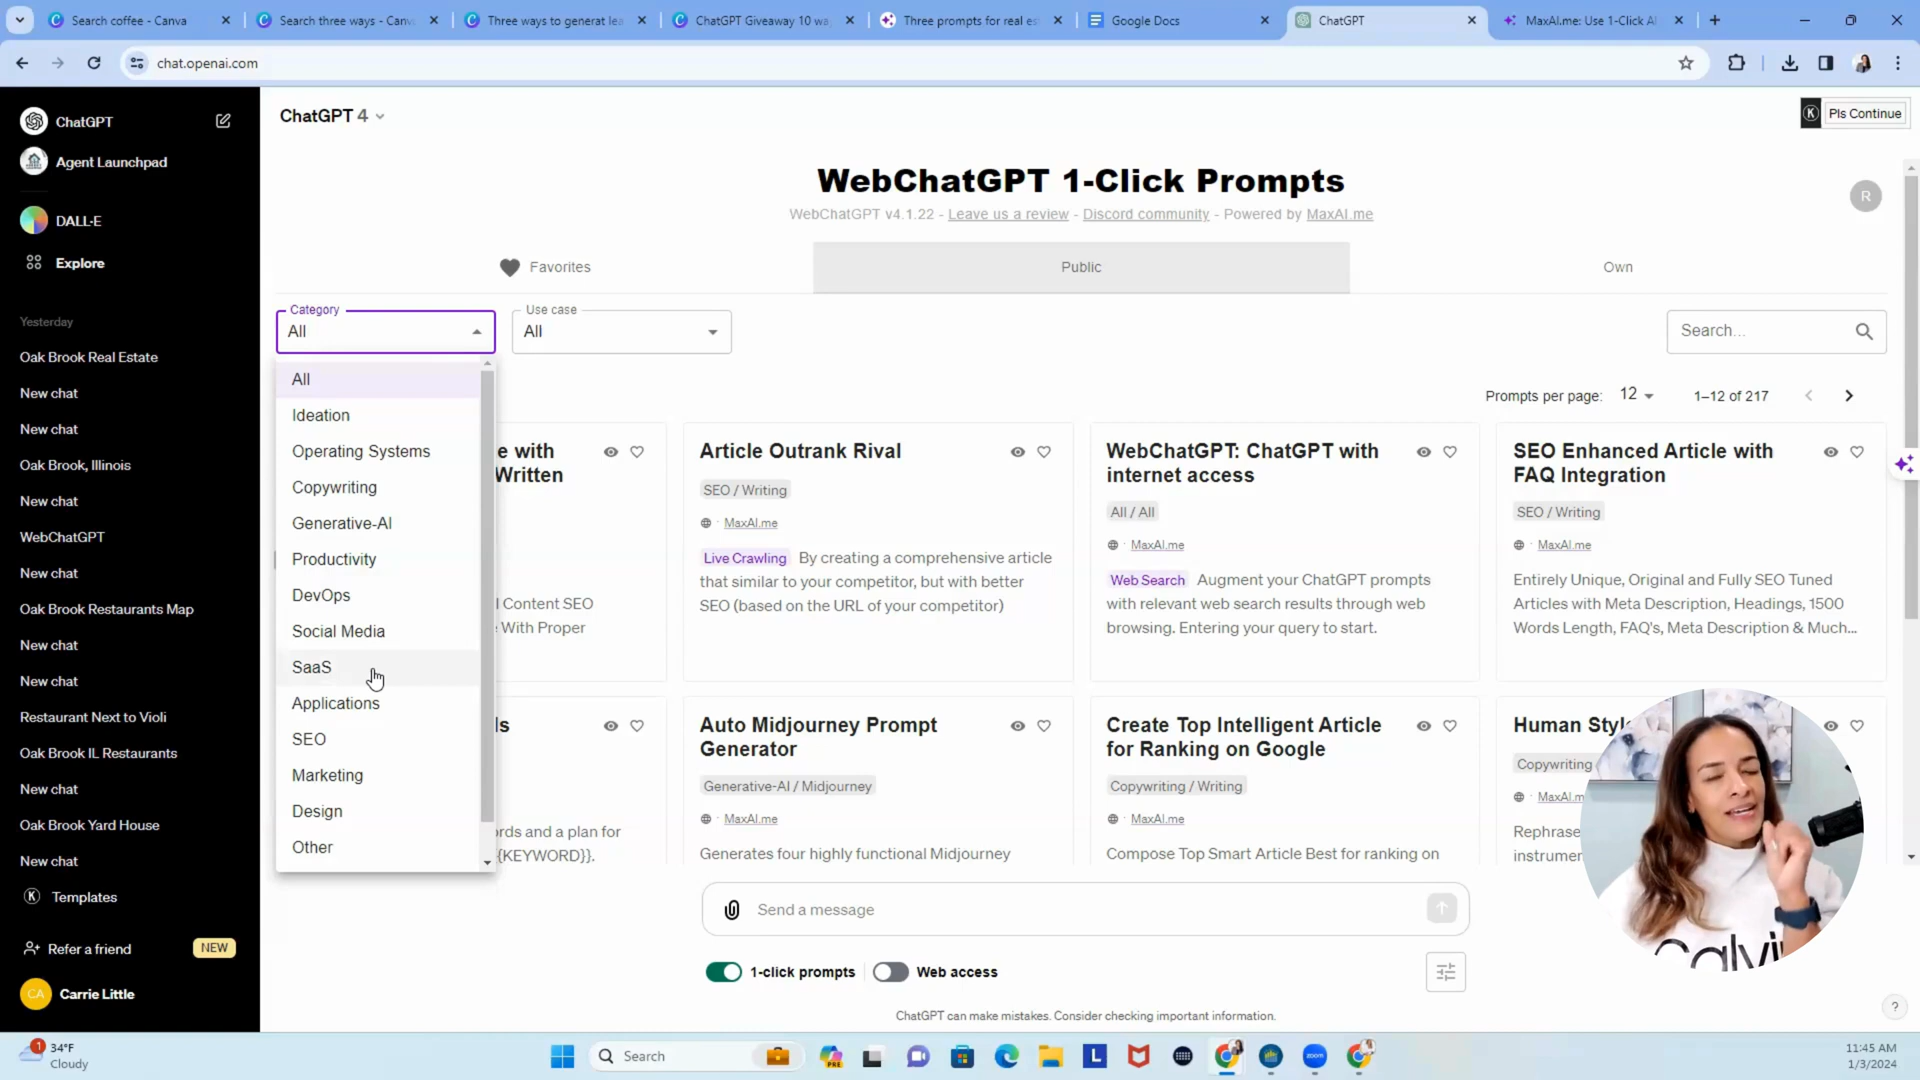 Search coffee - Canva
Search three ways - Canv
Three ways to generat lea
ChatGPT Giveaway 10 wa
Three prompts for real es
Google Docs
ChatGPT
MaxAI.me: Use 1-Click AI
chat.openai.com
ChatGPT
Agent Launchpad
DALL·E
Explore
Yesterday
Oak Brook Real Estate
New chat
New chat
Oak Brook, Illinois
New chat
WebChatGPT
New chat
Oak Brook Restaurants Map
New chat
New chat
Restaurant Next to Violi
Oak Brook IL Restaurants
New chat
Oak Brook Yard House
New chat
K Templates
Refer a friend NEW
CA Carrie Little
ChatGPT 4
K Pls Continue
WebChatGPT 1-Click Prompts
WebChatGPT v4.1.22 - Leave us a review - Discord community - Powered by MaxAI.me
R
Favorites
Public
Own
Category
All
Use case
All
Search...
All
Ideation
Operating Systems
Copywriting
Generative-AI
Productivity
DevOps
Social Media
SaaS
Applications
SEO
Marketing
Design
Other
Prompts per page: 12 1–12 of 217
e with
Written
l Content SEO
With Proper
Article Outrank Rival
SEO / Writing
· MaxAI.me
Live Crawling By creating a comprehensive article
that similar to your competitor, but with better
SEO (based on the URL of your competitor)
WebChatGPT: ChatGPT with
internet access
All / All
· MaxAI.me
Web Search Augment your ChatGPT prompts
with relevant web search results through web
browsing. Entering your query to start.
SEO Enhanced Article with
FAQ Integration
SEO / Writing
· MaxAI.me
Entirely Unique, Original and Fully SEO Tuned
Articles with Meta Description, Headings, 1500
Words Length, FAQ's, Meta Description & Much...
ls
ords and a plan for
{KEYWORD}}.
Auto Midjourney Prompt
Generator
Generative-AI / Midjourney
· MaxAI.me
Generates four highly functional Midjourney
Create Top Intelligent Article
for Ranking on Google
Copywriting / Writing
· MaxAI.me
Compose Top Smart Article Best for ranking on
Human Styl
Copywriting
· MaxAI.m
Rephrase
instrumen
Calvin
Send a message
1-click prompts
Web access
ChatGPT can make mistakes. Consider checking important information.
?
1
34°F
Cloudy
Search
PRE
L
zoom
11:45 AM
1/3/2024